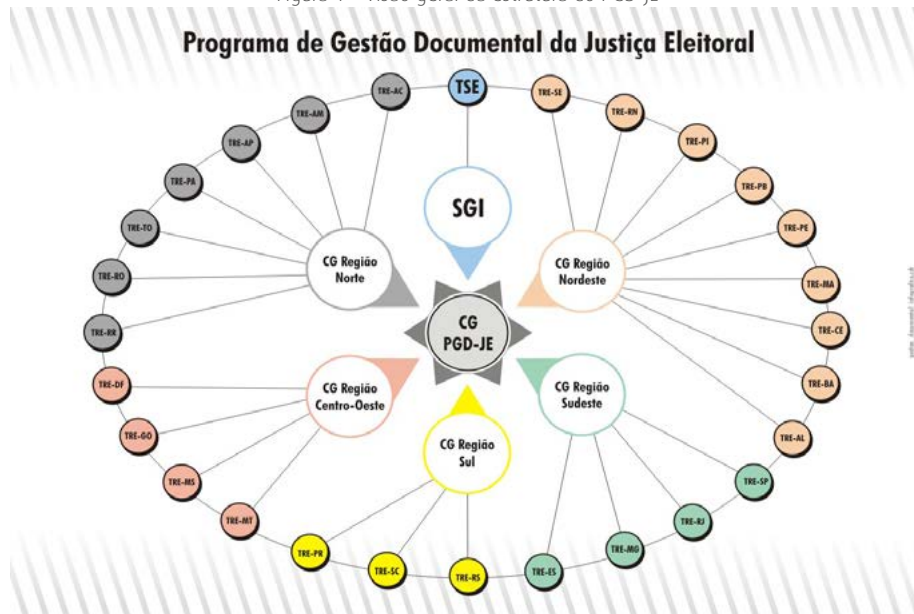 Programa de Gestão Documental da Justiça Eleitoral
TSE
TRE-SE
TRE-RN
TRE-PI
TRE-PB
TRE-PE
TRE-MA
TRE-CE
TRE-BA
TRE-AL
TRE-SP
TRE-RJ
TRE-MG
TRE-ES
TRE-RS
TRE-SC
TRE-PR
TRE-MT
TRE-MS
TRE-GO
TRE-DF
TRE-RR
TRE-RO
TRE-TO
TRE-PA
TRE-AP
TRE-AM
TRE-AC
SGI
CG Região
Nordeste
CG Região
Sudeste
CG Região
Sul
CG Região
Centro-Oeste
CG Região
Norte
CG
PGD-JE